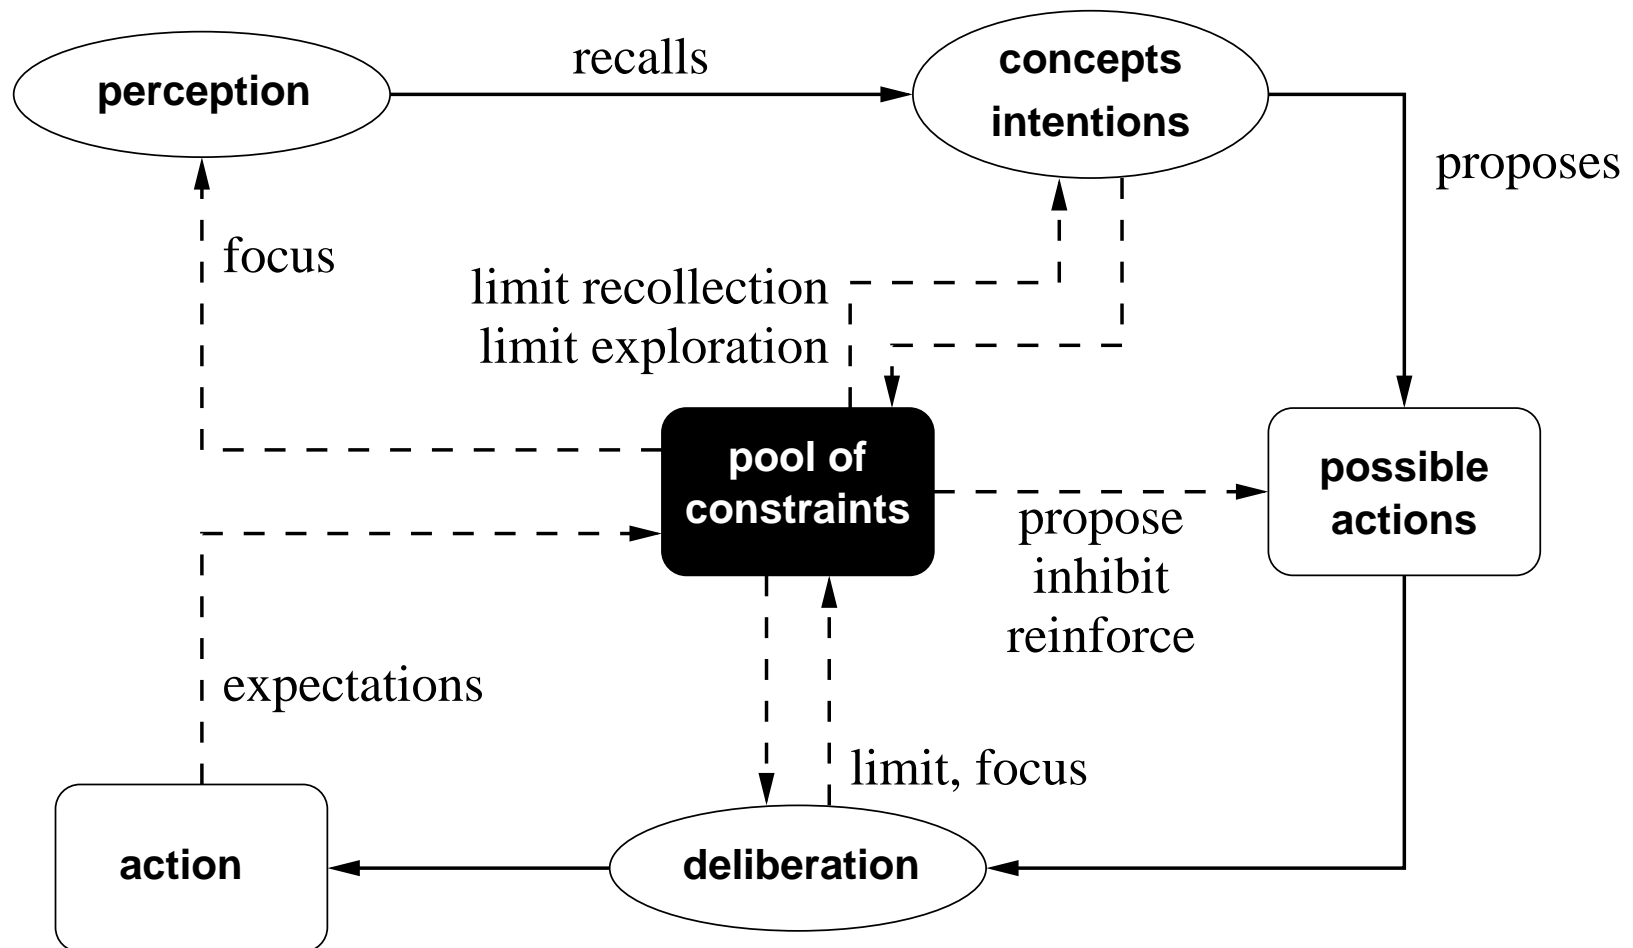 perception
recalls
concepts
intentions
proposes
focus
limit recollection
limit exploration
pool of
constraints
possible
actions
propose
inhibit
reinforce
expectations
limit, focus
action
deliberation